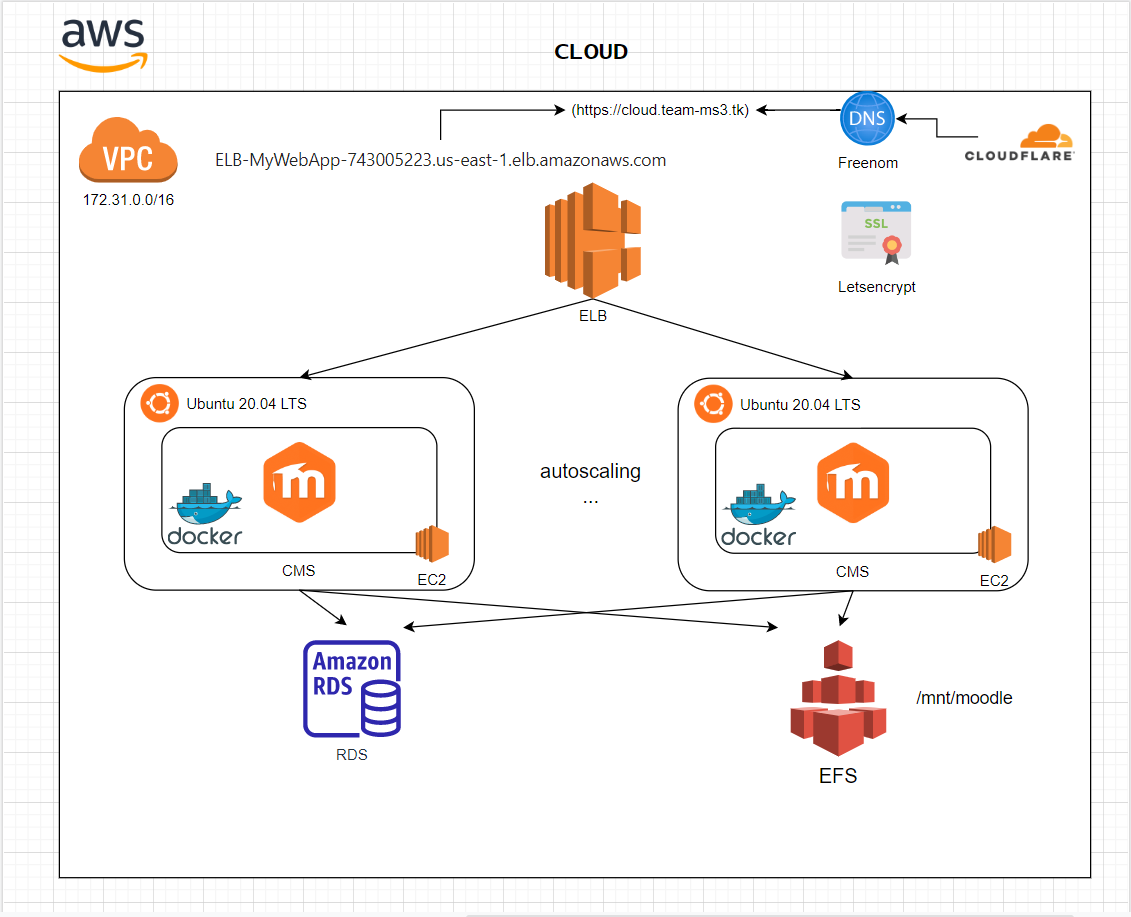 aws
CLOUD
(https://cloud.team-ms3.tk)
DNS
VPC
CLOUDFLARE
ELB-MyWebApp-743005223.us-east-1.elb.amazonaws.com
Freenom
172.31.0.0/16
SSL
Letsencrypt
ELB
Ubuntu 20.04 LTS
Ubuntu 20.04 LTS
m
m
autoscaling
...
docker
docker
CMS
EC2
CMS
EC2
Amazon
RDS
/mnt/moodle
RDS
EFS